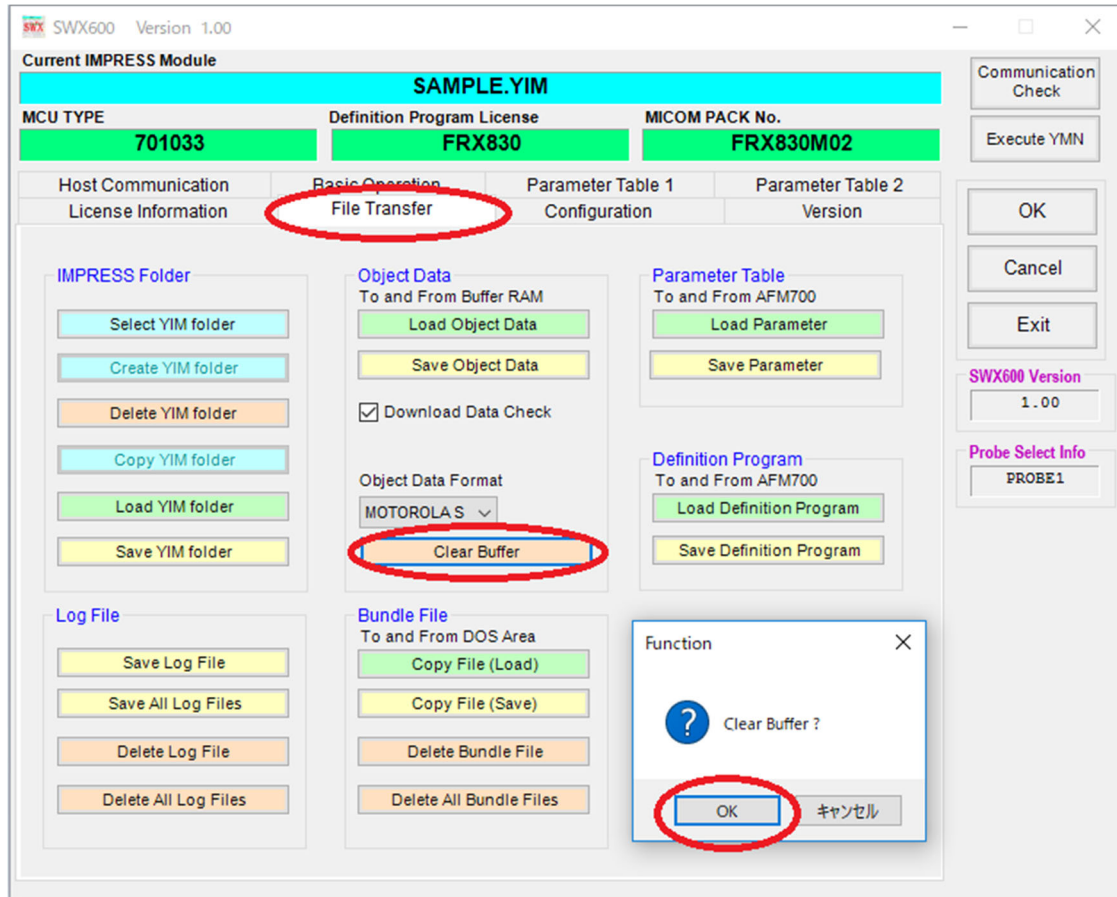 SWX SWX600 Version 1.00
Current IMPRESS Module
SAMPLE.YIM
MCU TYPE
701033
Definition Program License
FRX830
MICOM PACK No.
FRX830M02
Communication
Check
Execute YMN
Host Communication
Basic Operation
Parameter Table 1
Parameter Table 2
License Information
File Transfer
Configuration
Version
OK
Cancel
Exit
SWX600 Version
1.00
Probe Select Info
PROBE1
IMPRESS Folder
Select YIM folder
Create YIM folder
Delete YIM folder
Copy YIM folder
Load YIM folder
Save YIM folder
Object Data
To and From Buffer RAM
Load Object Data
Save Object Data
Download Data Check
Object Data Format
MOTOROLA S
Clear Buffer
Parameter Table
To and From AFM700
Load Parameter
Save Parameter
Definition Program
To and From AFM700
Load Definition Program
Save Definition Program
Log File
Save Log File
Save All Log Files
Delete Log File
Delete All Log Files
Bundle File
To and From DOS Area
Copy File (Load)
Copy File (Save)
Delete Bundle File
Delete All Bundle Files
Function
Clear Buffer ?
OK
キャンセル